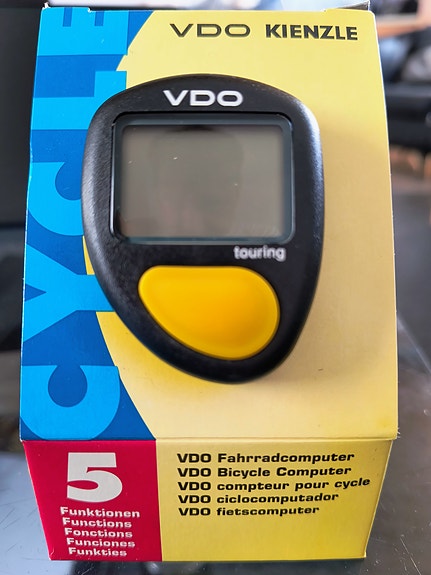 CYCLE
VDO KIENZLE
VDO
touring
5
Funktionen
Functions
Fonctions
Funciones
Funkties
VDO Fahrradcomputer
VDO Bicycle Computer
VDO compteur pour cycle
VDO ciclocomputador
VDO fietscomputer